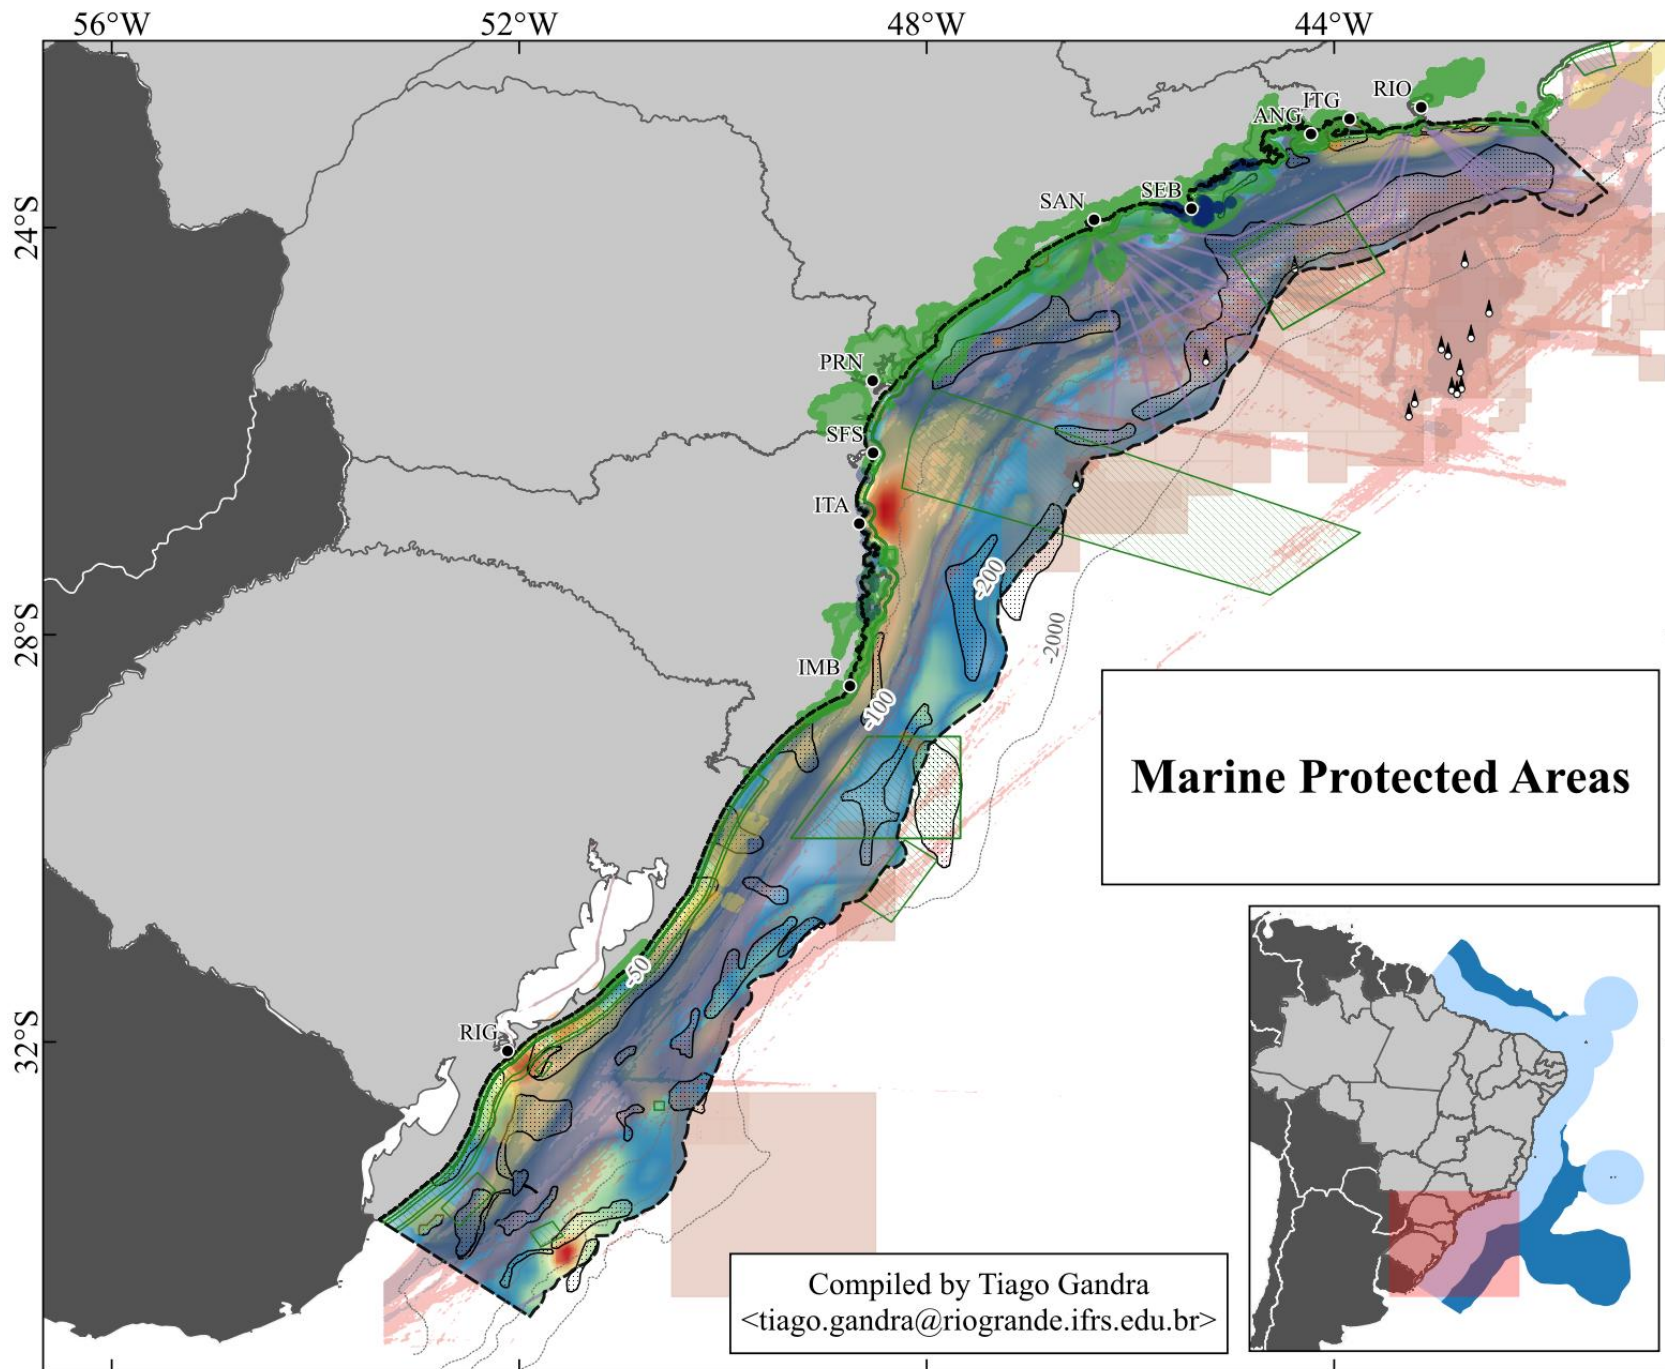 56°W 52°W 48°W 44°W
RIO
ITG
ANG
SEB
SAN
24°S
PRN
SFS
ITA
-200
28°S
-2000
IMB
-100
Marine Protected Areas
-50
RIG
32°S
Compiled by Tiago Gandra
<tiago.gandra@riogrande.ifrs.edu.br>